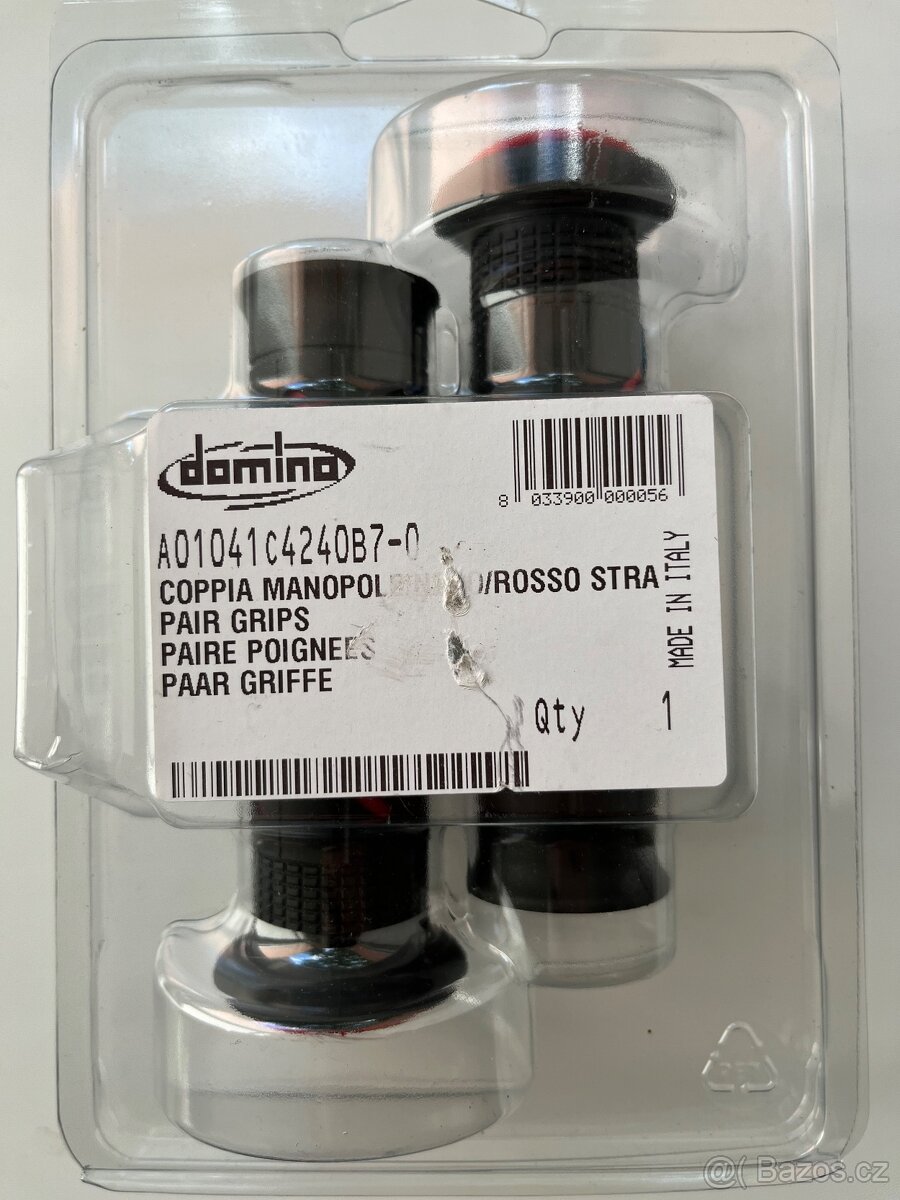 domino
8 033900 000056
A01041C4240B7-0
COPPIA /ROSSO STRA
PAIR GRIPS
PAIRE POIGNEES
PAAR GRIFFE
MADE IN ITALY
Qty 1
@( Bazos.cz